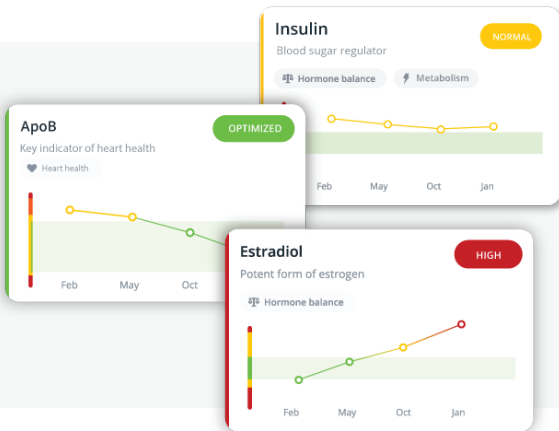 Insulin
NORMAL
Blood sugar regulator
Hormone balance
Metabolism
Feb May Oct Jan
ApoB
OPTIMIZED
Key indicator of heart health
Heart health
Feb May Oct
Estradiol
HIGH
Potent form of estrogen
Hormone balance
Feb May Oct Jan